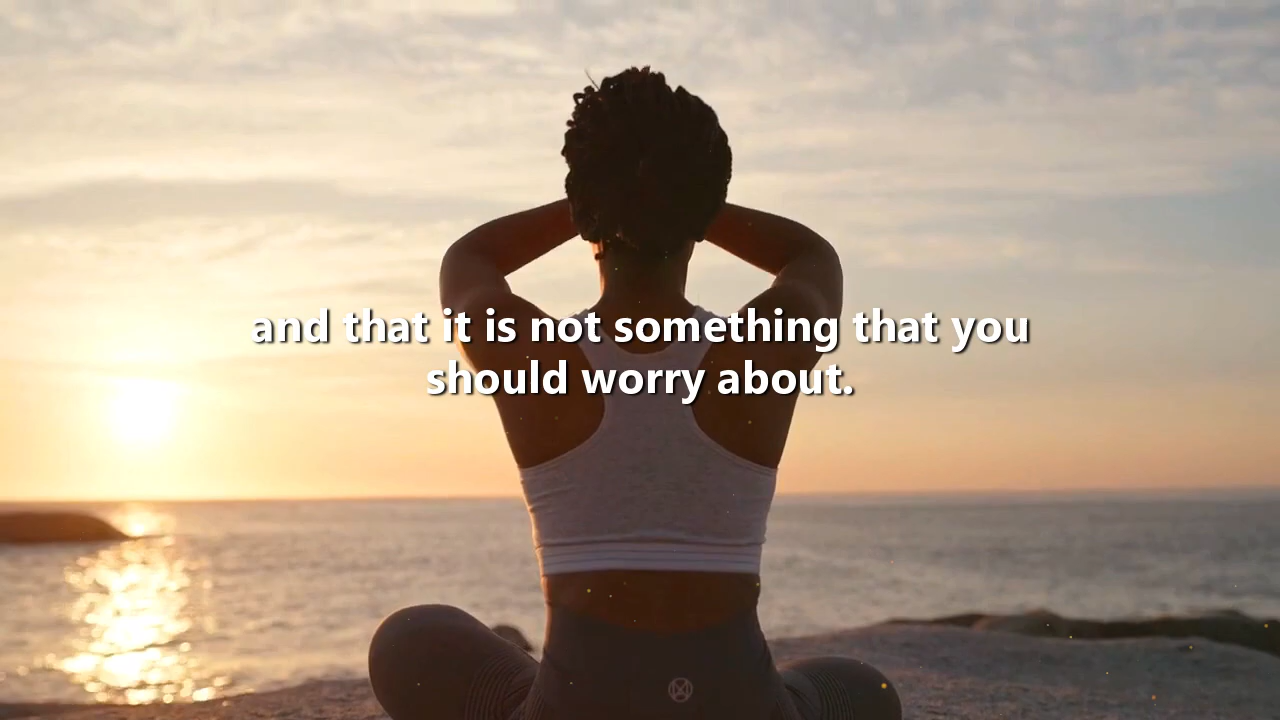 and that it is not something that you
should worry about.